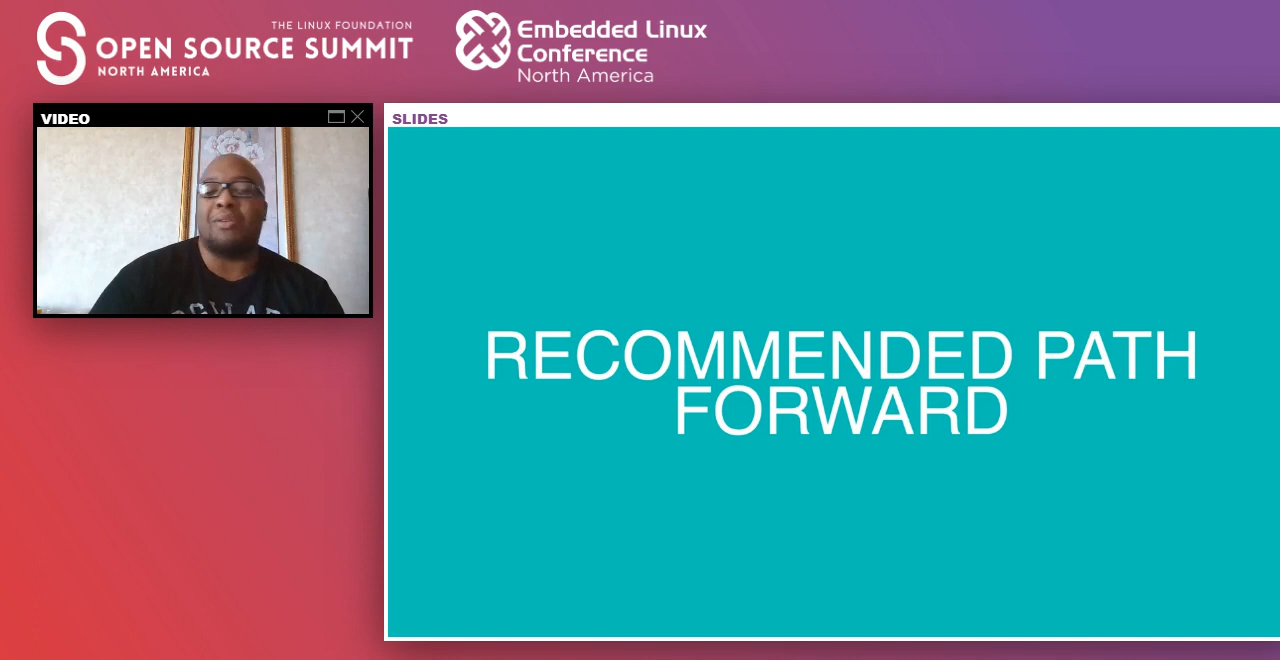 THE LINUX FOUNDATION
OPEN SOURCE SUMMIT
NORTH AMERICA
Embedded Linux
Conference
North America
VIDEO
SLIDES
RECOMMENDED PATH
FORWARD